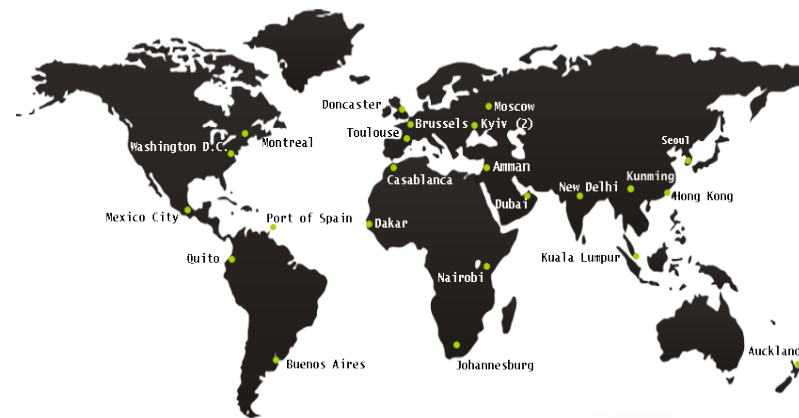 Doncaster
Moscow
Brussels
Kyiv (2)
Toulouse
Washington D.C.
Montreal
Seoul
Amman
Casablanca
Kunming
New Delhi
Hong Kong
Dubai
Mexico City
Port of Spain
Dakar
Quito
Kuala Lumpur
Nairobi
Auckland
Buenos Aires
Johannesburg